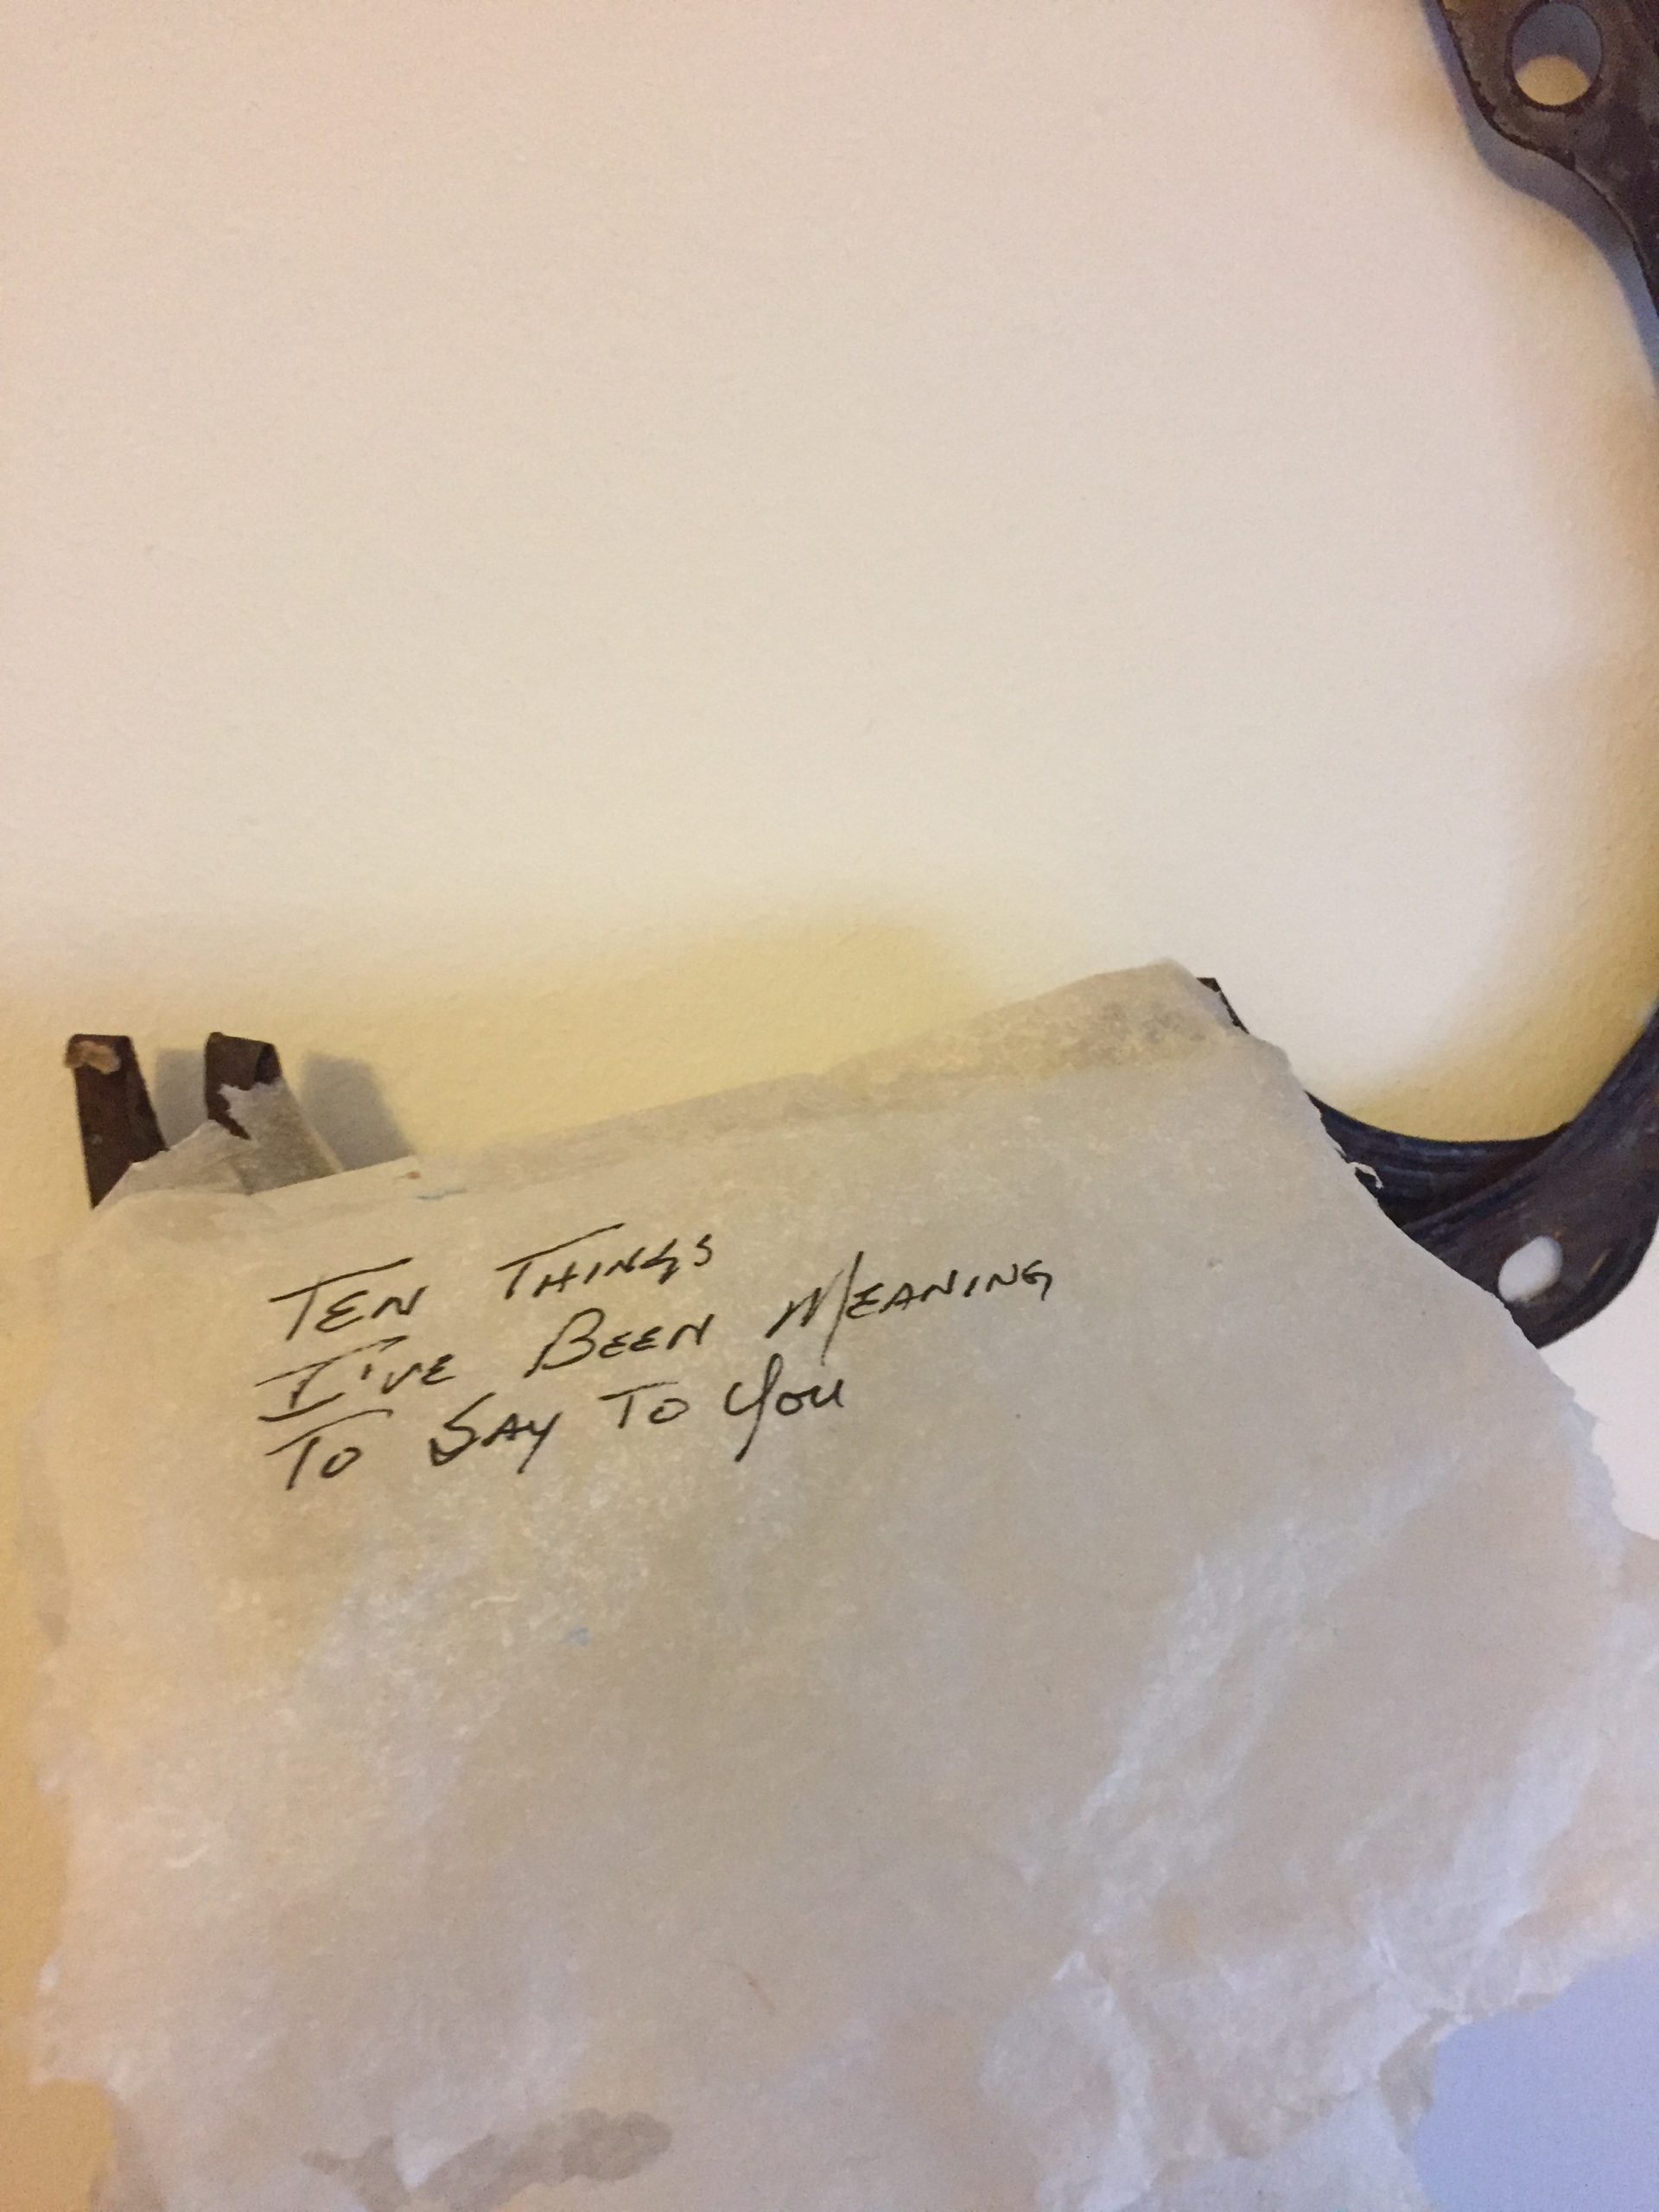 TEN THINGS
I'VE BEEN MEANING
TO SAY TO YOU